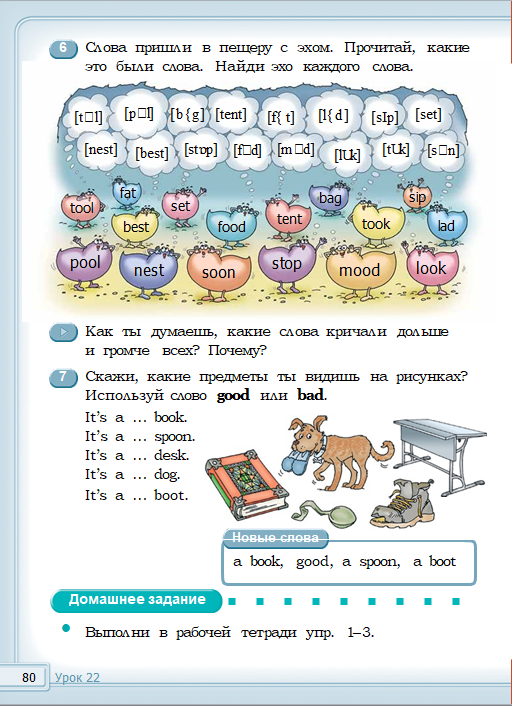 6 Слова пришли в пещеру с эхом. Прочитай, какие
это были слова. Найди эхо каждого слова.
[t□l] [p□l] [b{g] [tent] [f{t] [l{d] [sIp] [set]
[nest] [best] [stɒp] [f□d] [m□d] [lUk] [tUk] [s□n]
tool fat set bag sip
best food tent took lad
pool nest soon stop mood look
Как ты думаешь, какие слова кричали дольше
и громче всех? Почему?
7 Скажи, какие предметы ты видишь на рисунках?
Используй слово good или bad.
It's a ... book.
It's a ... spoon.
It's a ... desk.
It's a ... dog.
It's a ... boot.
Новые слова
a book, good, a spoon, a boot
Домашнее задание
• Выполни в рабочей тетради упр. 1–3.
80 Урок 22